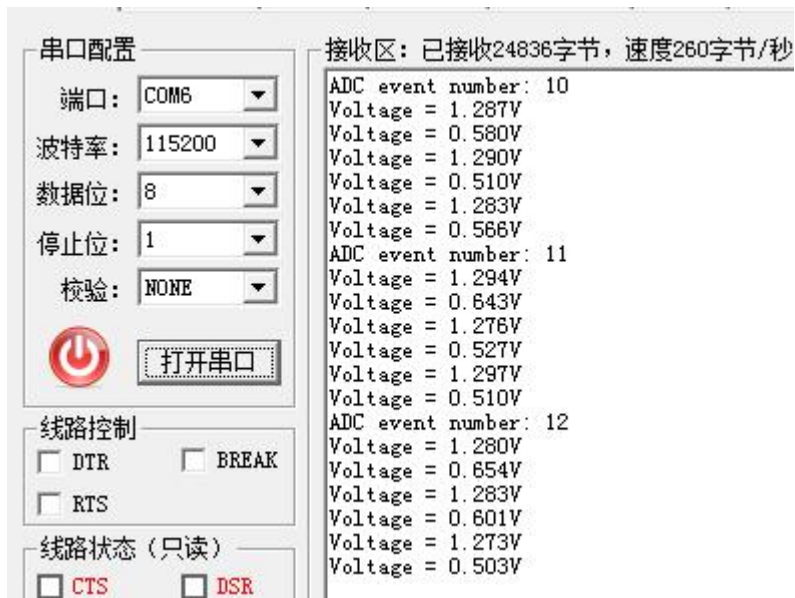 串口配置
端口： COM6
波特率： 115200
数据位： 8
停止位： 1
校验： NONE
打开串口
线路控制
DTR BREAK
RTS
线路状态（只读）
CTS DSR
接收区：已接收24836字节，速度260字节/秒
ADC event number: 10
Voltage = 1.287V
Voltage = 0.580V
Voltage = 1.290V
Voltage = 0.510V
Voltage = 1.283V
Voltage = 0.566V
ADC event number: 11
Voltage = 1.294V
Voltage = 0.643V
Voltage = 1.276V
Voltage = 0.527V
Voltage = 1.297V
Voltage = 0.510V
ADC event number: 12
Voltage = 1.280V
Voltage = 0.654V
Voltage = 1.283V
Voltage = 0.601V
Voltage = 1.273V
Voltage = 0.503V